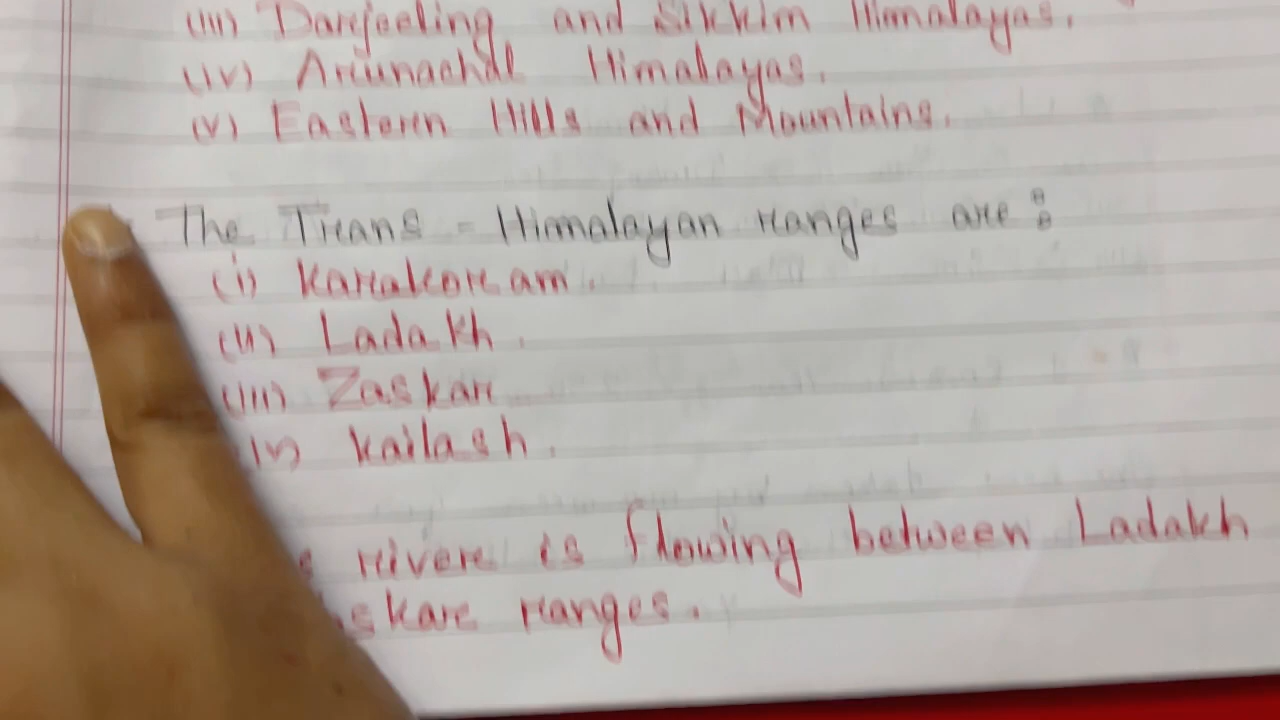 (iii) Darjeeling and Sikkim Himalayas.
(iv) Arunachal Himalayas.
(v) Eastern Hills and Mountains.
The Trans - Himalayan ranges are :
(i) Karakoram.
(ii) Ladakh.
(iii) Zaskar
iv) Kailash.
river is flowing between Ladakh
skar ranges.